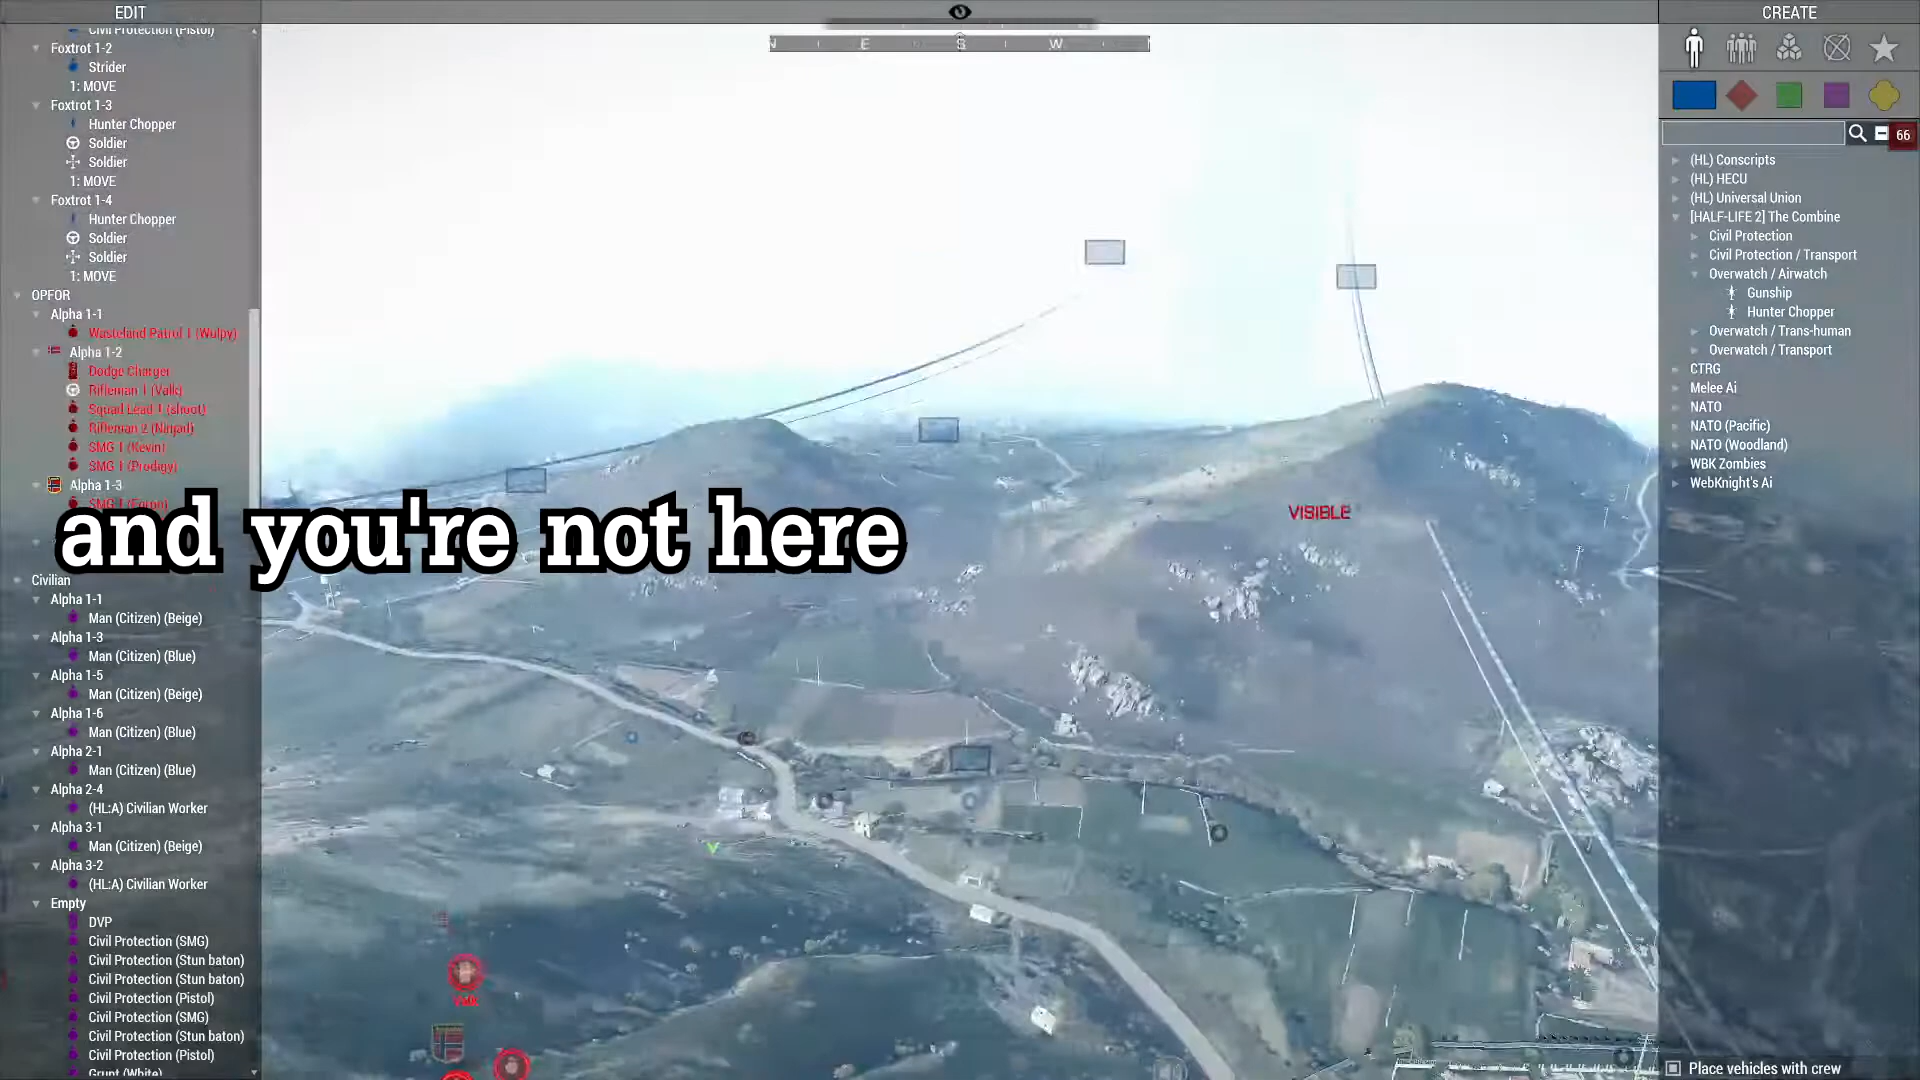 EDIT
Civil Protection (Pistol)
Foxtrot 1-2
Strider
1: MOVE
Foxtrot 1-3
Hunter Chopper
Soldier
Soldier
1: MOVE
Foxtrot 1-4
Hunter Chopper
Soldier
Soldier
1: MOVE
OPFOR
Alpha 1-1
Wasteland Patrol 1 (Wulpy)
Alpha 1-2
Dodge Charger
Rifleman 1 (Valk)
Squad Lead 1 (shoot)
Rifleman 2 (Ninjail)
SMG 1 (Kevin)
SMG 1 (Prodigy)
Alpha 1-3
and you're not here
Civilian
Alpha 1-1
Man (Citizen) (Beige)
Alpha 1-3
Man (Citizen) (Blue)
Alpha 1-5
Man (Citizen) (Beige)
Alpha 1-6
Man (Citizen) (Blue)
Alpha 2-1
Man (Citizen) (Blue)
Alpha 2-4
(HL:A) Civilian Worker
Alpha 3-1
Man (Citizen) (Beige)
Alpha 3-2
(HL:A) Civilian Worker
Empty
DVP
Civil Protection (SMG)
Civil Protection (Stun baton)
Civil Protection (Stun baton)
Civil Protection (Pistol)
Civil Protection (SMG)
Civil Protection (Stun baton)
Civil Protection (Pistol)
Grunt (White)
E S W
VISIBLE
Valk
CREATE
66
(HL) Conscripts
(HL) HECU
(HL) Universal Union
[HALF-LIFE 2] The Combine
Civil Protection
Civil Protection / Transport
Overwatch / Airwatch
Gunship
Hunter Chopper
Overwatch / Trans-human
Overwatch / Transport
CTRG
Melee Ai
NATO
NATO (Pacific)
NATO (Woodland)
WBK Zombies
WebKnight's Ai
Place vehicles with crew